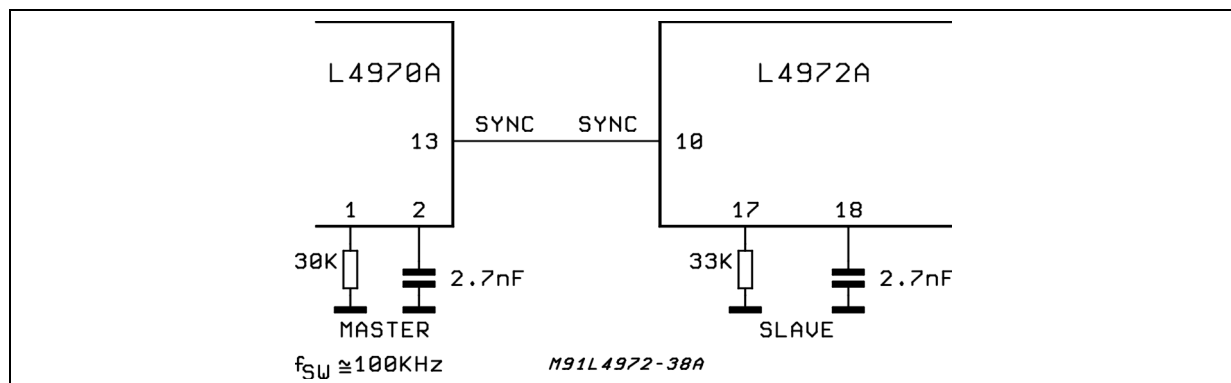 L4970A
L4972A
SYNC SYNC
13
10
1 2
17 18
30K
2.7nF
33K
2.7nF
MASTER
SLAVE
fSW ≅100KHz
M91L4972-38A